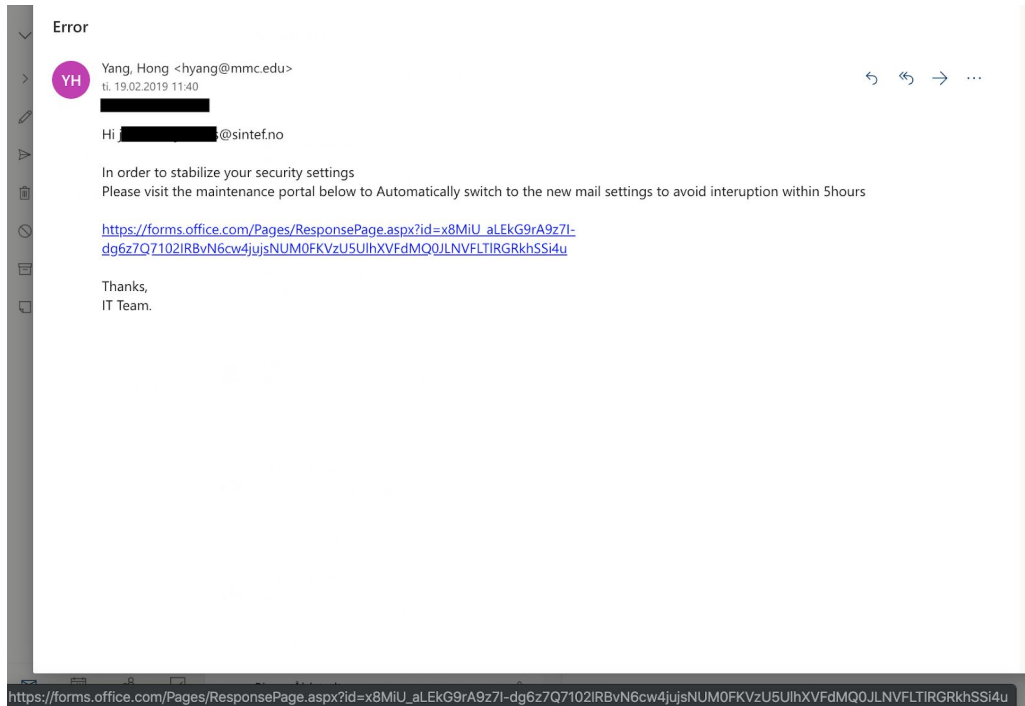 Error
Yang, Hong <hyang@mmc.edu>
YH
ti. 19.02.2019 11:40
Hi j s@sintef.no
In order to stabilize your security settings
Please visit the maintenance portal below to Automatically switch to the new mail settings to avoid interuption within 5hours
https://forms.office.com/Pages/ResponsePage.aspx?id=x8MiU_aLEkG9rA9z7I-
dg6z7Q7102IRBvN6cw4jujsNUM0FKVzU5UlhXVFdMQ0JLNVFLTlRGRkhSSi4u
Thanks,
IT Team.
https://forms.office.com/Pages/ResponsePage.aspx?id=x8MiU_aLEkG9rA9z7I-dg6z7Q7102IRBvN6cw4jujsNUM0FKVzU5UlhXVFdMQ0JLNVFLTlRGRkhSSi4u